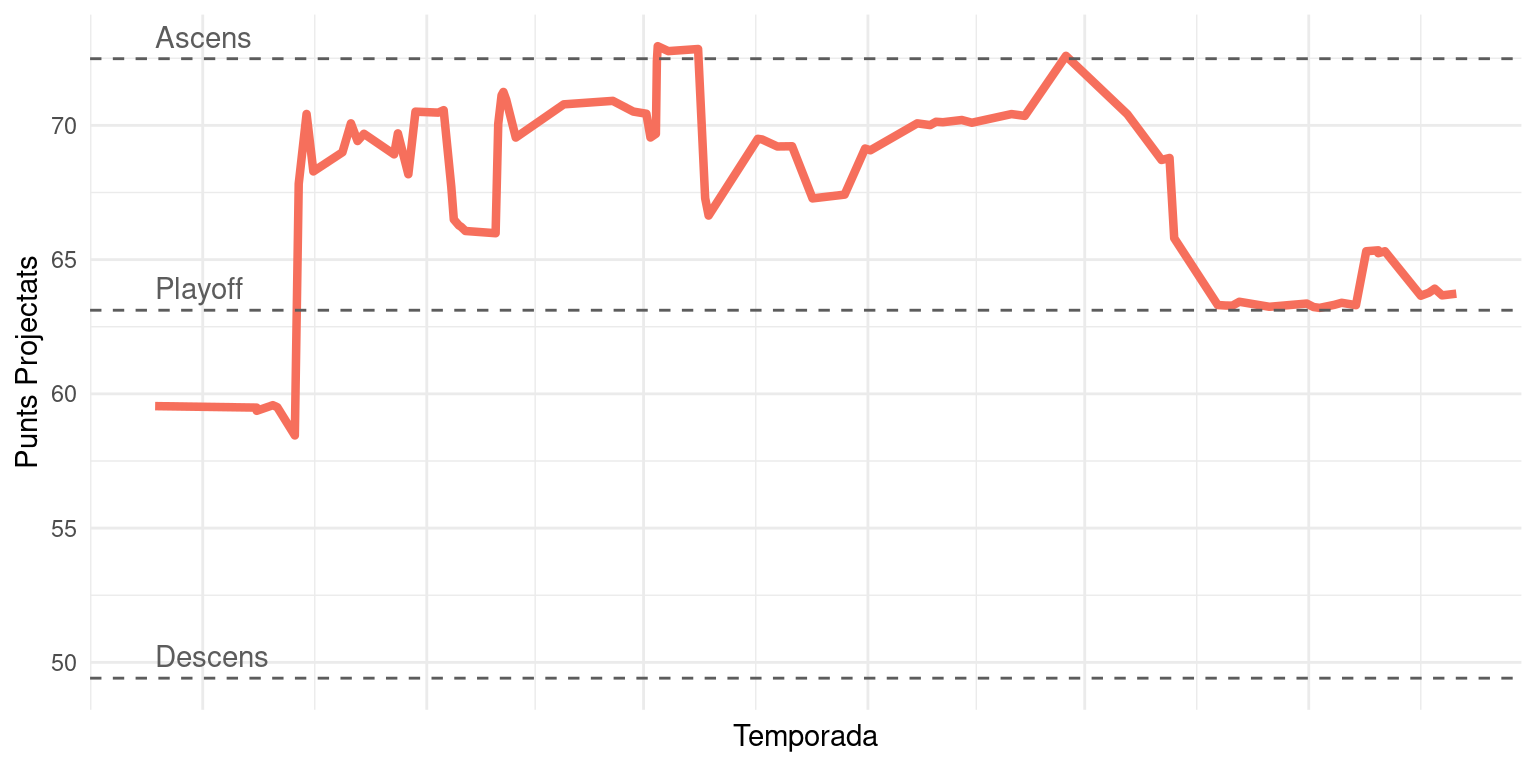 Ascens
70
65
Playoff
60
55
Descens
50
Punts Projectats
Temporada